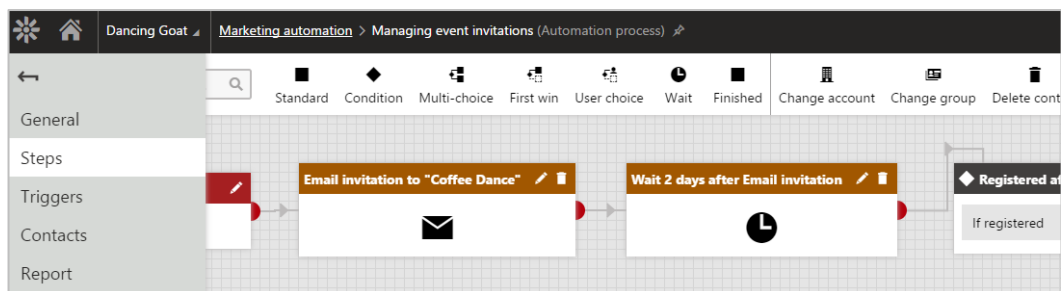 Dancing Goat
Marketing automation > Managing event invitations (Automation process)
General
Steps
Triggers
Contacts
Report
Standard
Condition
Multi-choice
First win
User choice
Wait
Finished
Change account
Change group
Delete cont
Email invitation to "Coffee Dance"
Wait 2 days after Email invitation
Registered af
If registered